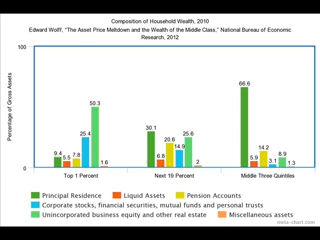 Composition of Household Wealth, 2010
Edward Wolff, "The Asset Price Meltdown and the Wealth of the Middle Class," National Bureau of Economic
Research, 2012
100
Percentage of Gross Assets
0
9.4 5.5 7.8 25.4 50.3 1.6
30.1 6.8 20.6 14.9 25.6 2
66.6 5.9 14.2 3.1 8.9 1.3
Top 1 Percent Next 19 Percent Middle Three Quintiles
Principal Residence Liquid Assets Pension Accounts
Corporate stocks, financial securities, mutual funds and personal trusts
Unincorporated business equity and other real estate Miscellaneous assets
meta-chart.com